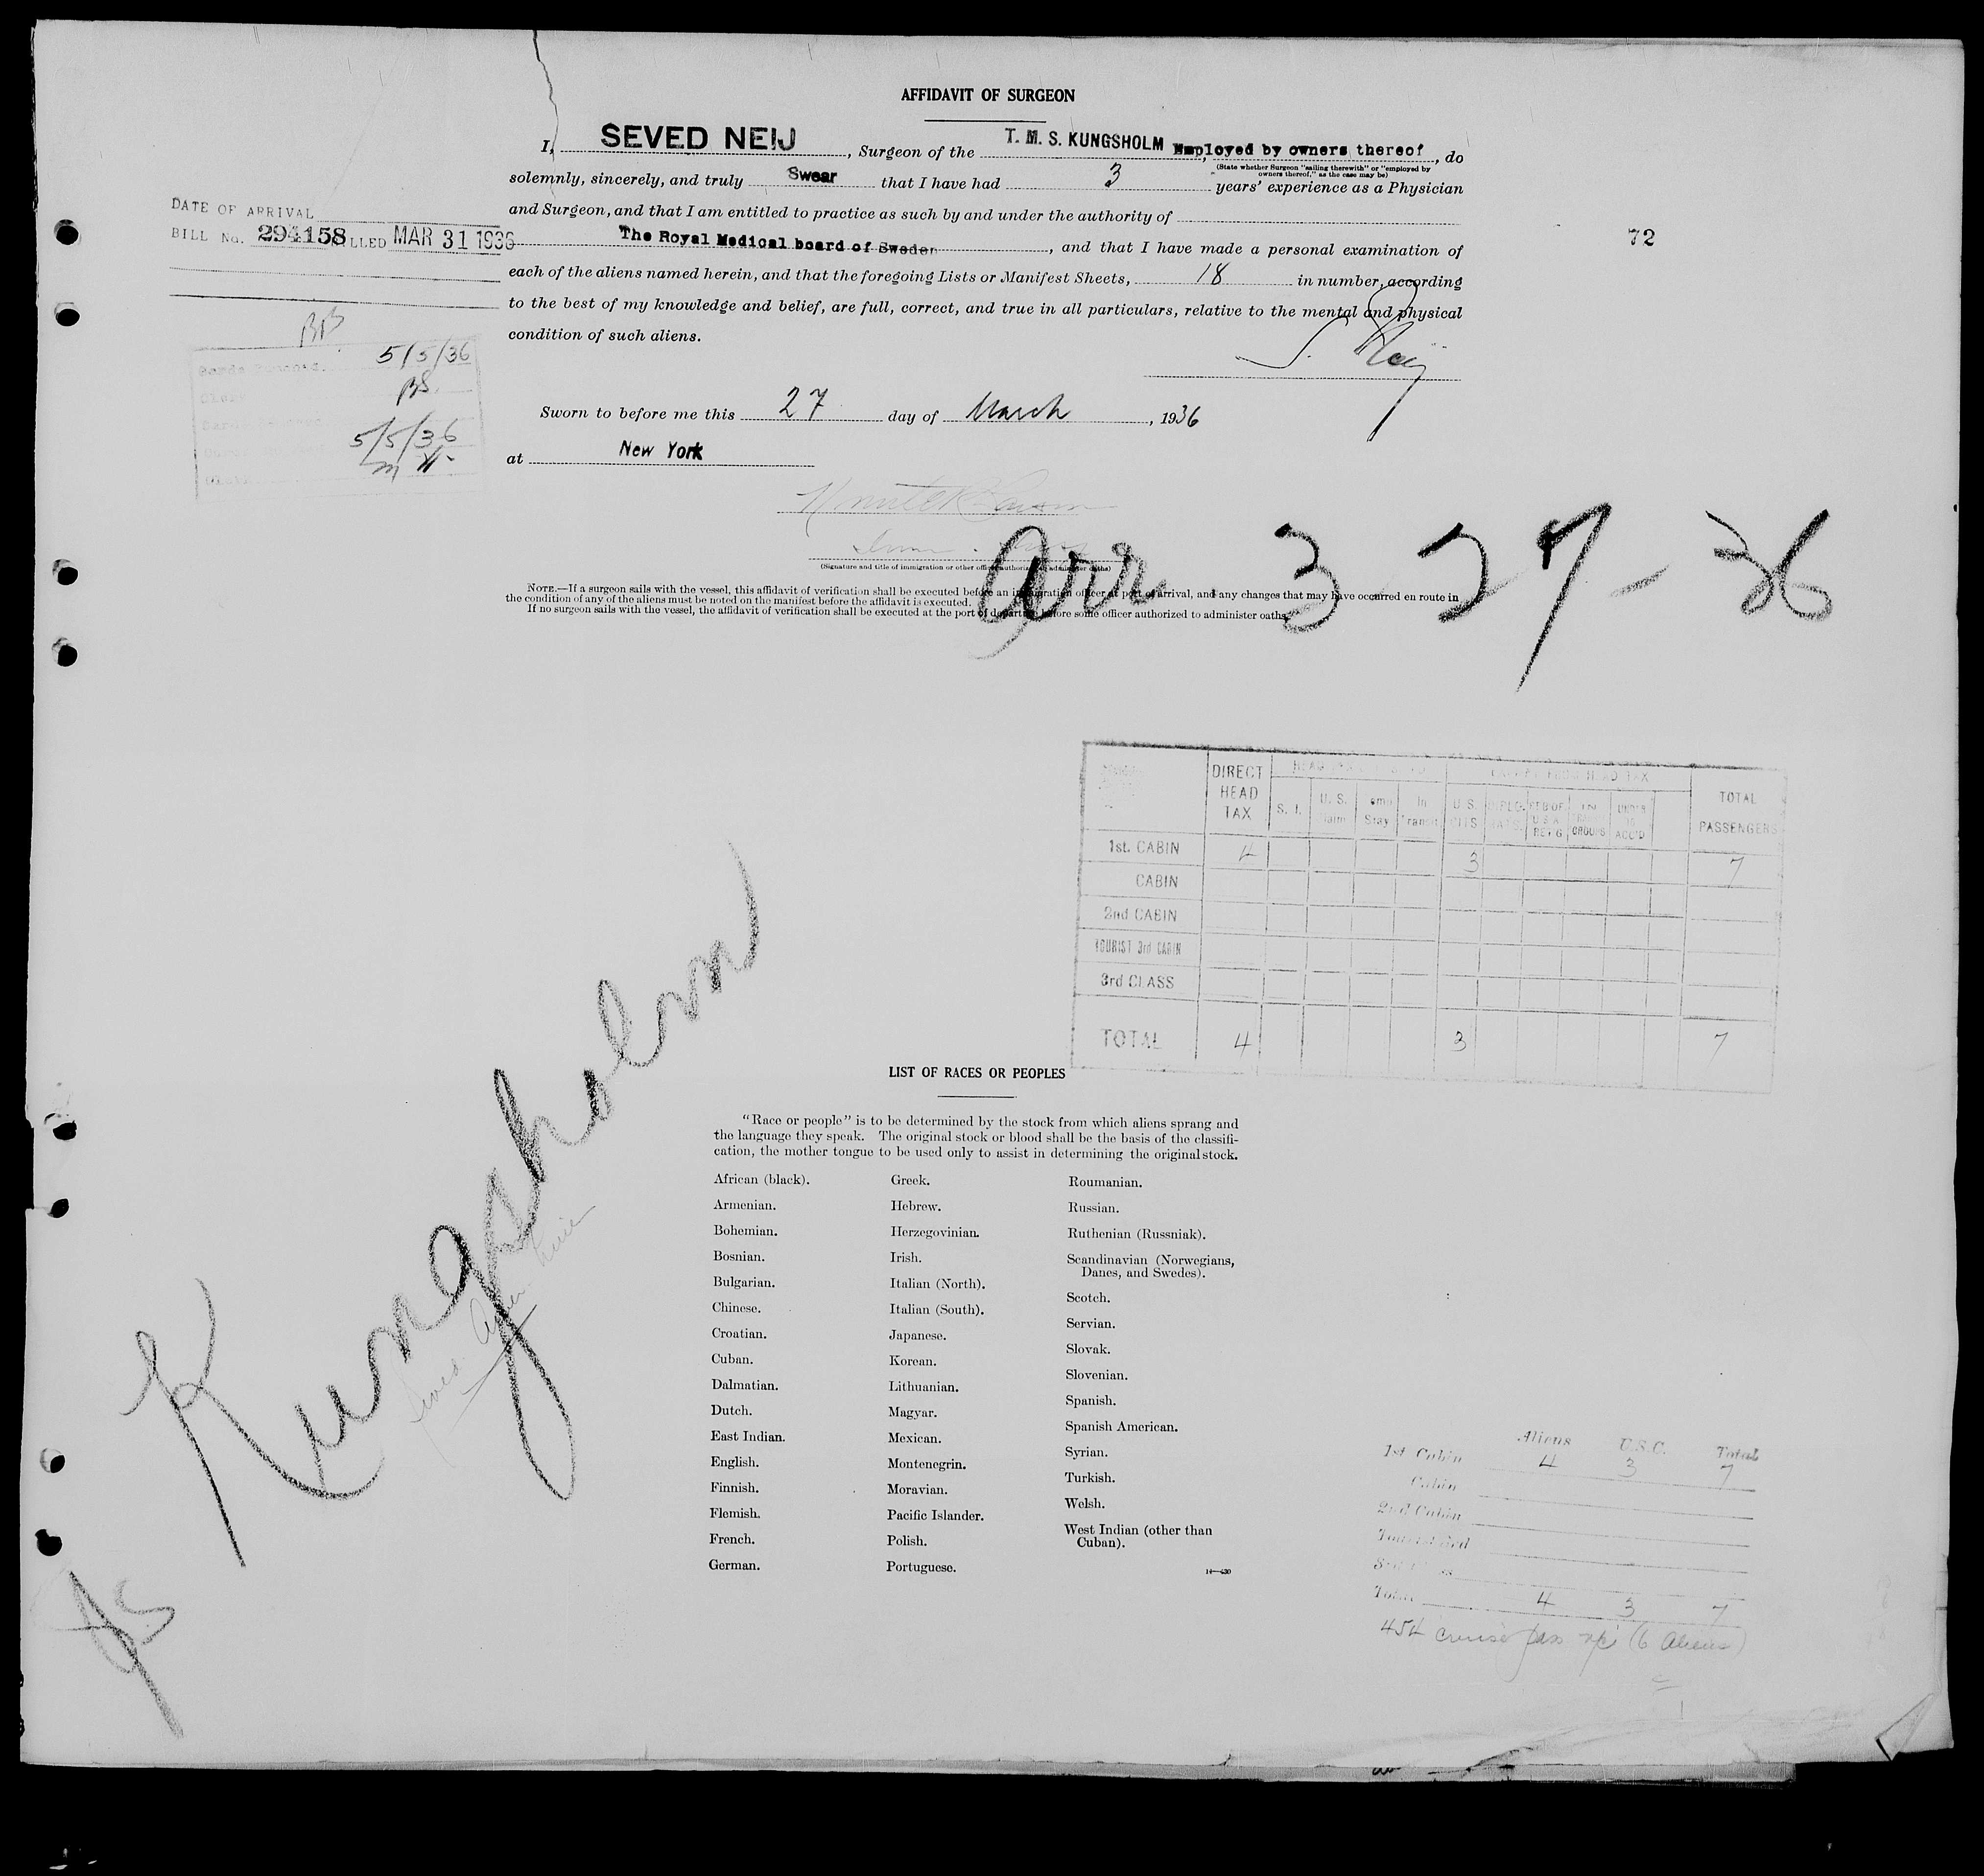 AFFIDAVIT OF SURGEON
I, SEVED NEIJ, Surgeon of the T. M. S. KUNGSHOLM, Employed by owners thereof, do
(State whether Surgeon "sailing therewith" or "employed by owners thereof," as the case may be)
solemnly, sincerely, and truly Swear that I have had 3 years' experience as a Physician
and Surgeon, and that I am entitled to practice as such by and under the authority of
The Royal Medical board of Sweden, and that I have made a personal examination of
each of the aliens named herein, and that the foregoing Lists or Manifest Sheets, 18 in number, according
to the best of my knowledge and belief, are full, correct, and true in all particulars, relative to the mental and physical
condition of such aliens.
S. Neij
DATE OF ARRIVAL
BILL No. 294158 BILLED MAR 31 1936
72
BB
5/5/36
BS.
5/5/36
Sworn to before me this 27 day of March, 1936
at New York
(Signature and title of immigration or other officer authorized to administer oaths)
Arr 3-27-36
NOTE.—If a surgeon sails with the vessel, this affidavit of verification shall be executed before an immigration officer at port of arrival, and any changes that may have occurred en route in
the condition of any of the aliens must be noted on the manifest before the affidavit is executed.
If no surgeon sails with the vessel, the affidavit of verification shall be executed at the port of departure before some officer authorized to administer oaths.
DIRECT HEAD TAX
S. I.
U. S.
Temp Stay
In Transit
EXEMPT FROM HEAD TAX
U. S. CITS
TOTAL PASSENGERS
1st. CABIN 4 3 7
CABIN
2nd CABIN
TOURIST 3rd CABIN
3rd CLASS
TOTAL 4 3 7
Kungsholm
LIST OF RACES OR PEOPLES
"Race or people" is to be determined by the stock from which aliens sprang and
the language they speak. The original stock or blood shall be the basis of the classifi-
cation, the mother tongue to be used only to assist in determining the original stock.
African (black).
Armenian.
Bohemian.
Bosnian.
Bulgarian.
Chinese.
Croatian.
Cuban.
Dalmatian.
Dutch.
East Indian.
English.
Finnish.
Flemish.
French.
German.
Greek.
Hebrew.
Herzegovinian.
Irish.
Italian (North).
Italian (South).
Japanese.
Korean.
Lithuanian.
Magyar.
Mexican.
Montenegrin.
Moravian.
Pacific Islander.
Polish.
Portuguese.
Roumanian.
Russian.
Ruthenian (Russniak).
Scandinavian (Norwegians,
Danes, and Swedes).
Scotch.
Servian.
Slovak.
Slovenian.
Spanish.
Spanish American.
Syrian.
Turkish.
Welsh.
West Indian (other than
Cuban).
14—430
Aliens U.S.C. Total
1st Cabin 4 3 7
Cabin
2nd Cabin
Total 4 3 7
454 cruise pass (6 aliens)